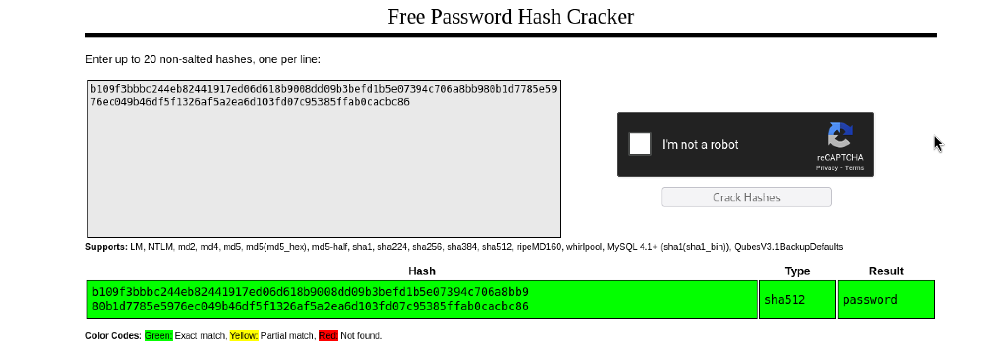 Free Password Hash Cracker
Enter up to 20 non-salted hashes, one per line:
b109f3bbbc244eb82441917ed06d618b9008dd09b3befd1b5e07394c706a8bb980b1d7785e59
76ec049b46df5f1326af5a2ea6d103fd07c95385ffab0cacbc86
I'm not a robot
reCAPTCHA
Privacy - Terms
Crack Hashes
Supports: LM, NTLM, md2, md4, md5, md5(md5_hex), md5-half, sha1, sha224, sha256, sha384, sha512, ripeMD160, whirlpool, MySQL 4.1+ (sha1(sha1_bin)), QubesV3.1BackupDefaults
Hash Type Result
b109f3bbbc244eb82441917ed06d618b9008dd09b3befd1b5e07394c706a8bb9
80b1d7785e5976ec049b46df5f1326af5a2ea6d103fd07c95385ffab0cacbc86
sha512 password
Color Codes: Green: Exact match, Yellow: Partial match, Red: Not found.